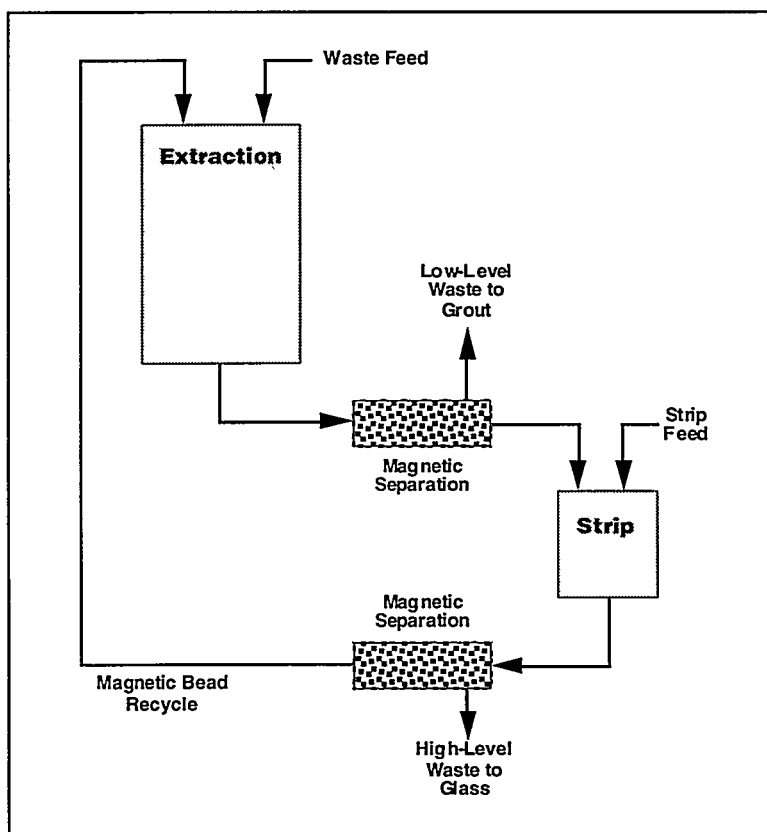 Waste Feed
Extraction
Low-Level
Waste to
Grout
Strip
Feed
Magnetic
Separation
Strip
Magnetic
Separation
Magnetic Bead
Recycle
High-Level
Waste to
Glass